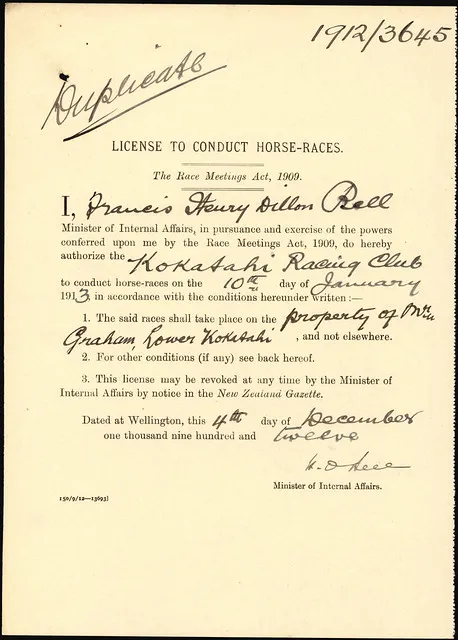 1912/3645
Duplicate
LICENSE TO CONDUCT HORSE-RACES.
The Race Meetings Act, 1909.
I, Francis Henry Dillon Bell
Minister of Internal Affairs, in pursuance and exercise of the powers
conferred upon me by the Race Meetings Act, 1909, do hereby
authorize the Kokatahi Racing Club
to conduct horse-races on the 10th day of January
1913 in accordance with the conditions hereunder written :—
1. The said races shall take place on the property of Mrs
Graham, Lower Kokatahi , and not elsewhere.
2. For other conditions (if any) see back hereof.
3. This license may be revoked at any time by the Minister of
Internal Affairs by notice in the New Zealand Gazette.
Dated at Wellington, this 4th day of December
one thousand nine hundred and twelve
Minister of Internal Affairs.
150/9/12—13693]